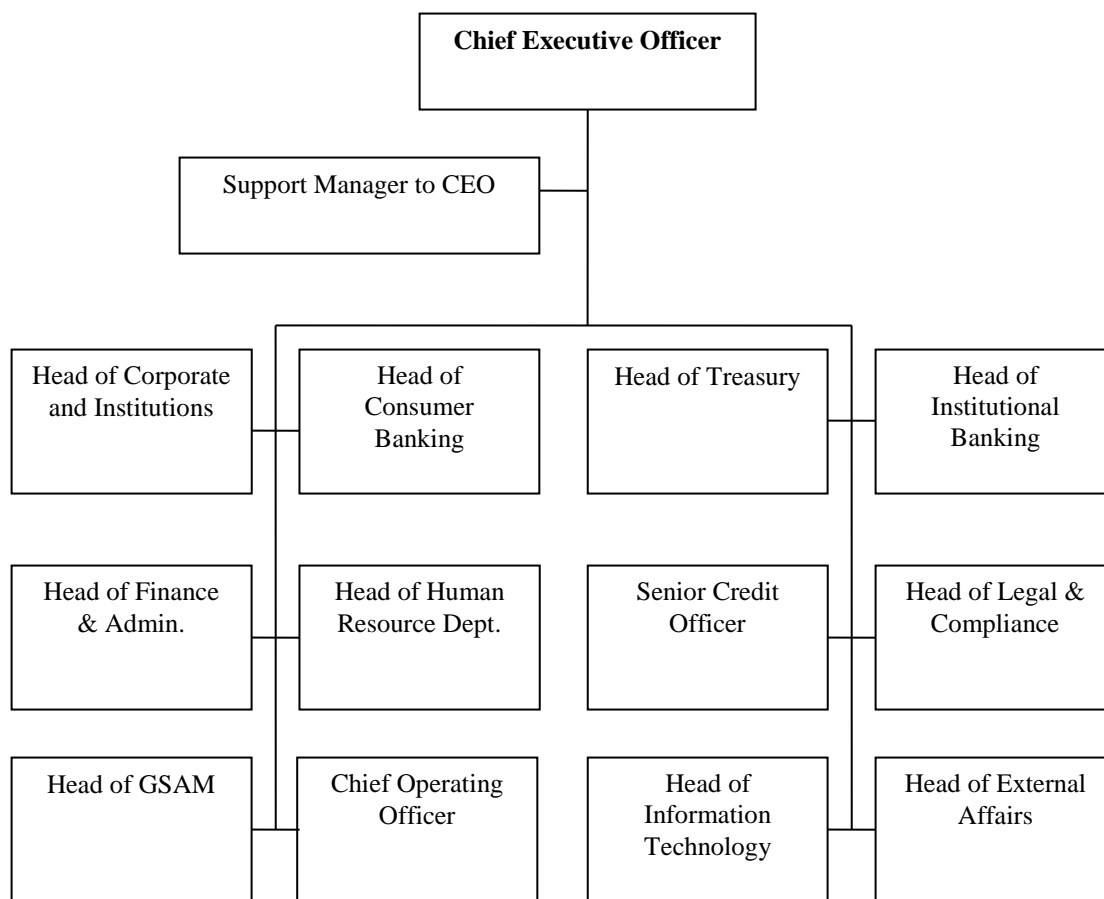 Chief Executive Officer
Support Manager to CEO
Head of Corporate
and Institutions
Head of
Consumer
Banking
Head of Treasury
Head of
Institutional
Banking
Head of Finance
& Admin.
Head of Human
Resource Dept.
Senior Credit
Officer
Head of Legal &
Compliance
Head of GSAM
Chief Operating
Officer
Head of
Information
Technology
Head of External
Affairs